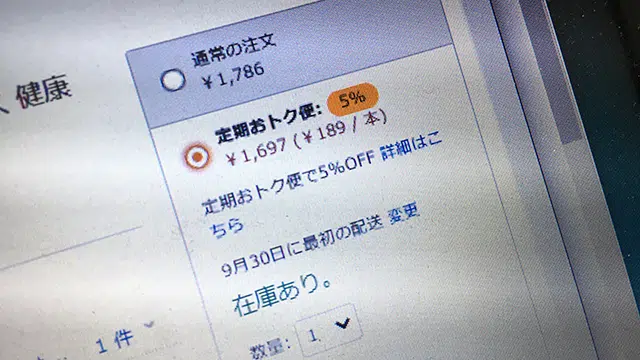 、健康
通常の注文
¥1,786
定期おトク便: 5%
¥1,697 (¥189 / 本)
定期おトク便で5%OFF 詳細はこ
ちら
9月30日に最初の配送 変更
在庫あり。
1 件
数量: 1